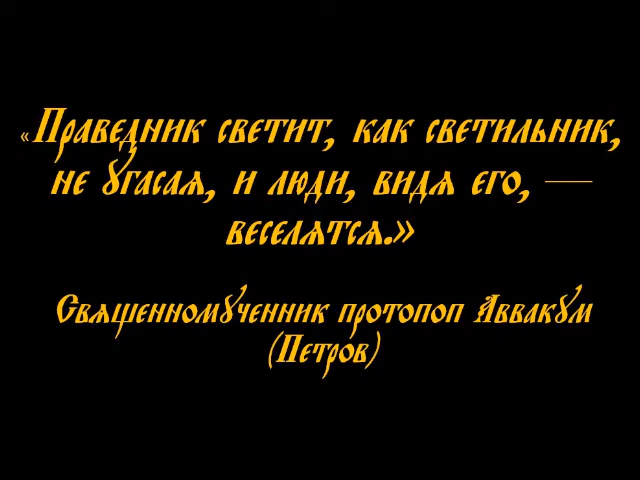 «Праведник светит, как светильник,
не угасая, и люди, видя его, —
веселятся.»
Священномученник протопоп Аввакум
(Петров)